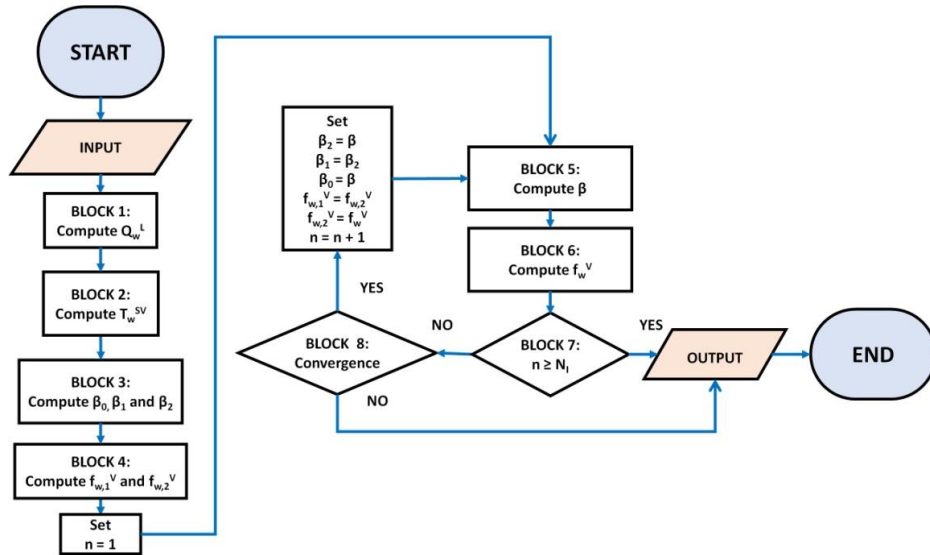 START
INPUT
BLOCK 1:
Compute Q_w^L
BLOCK 2:
Compute T_w^SV
BLOCK 3:
Compute β₀, β₁ and β₂
BLOCK 4:
Compute f_w,1^V and f_w,2^V
Set
n = 1
Set
β₂ = β
β₁ = β₂
β₀ = β
f_w,1^V = f_w,2^V
f_w,2^V = f_w^V
n = n + 1
BLOCK 5:
Compute β
BLOCK 6:
Compute f_w^V
BLOCK 7:
n ≥ N_I
NO
YES
BLOCK 8:
Convergence
YES
NO
OUTPUT
END